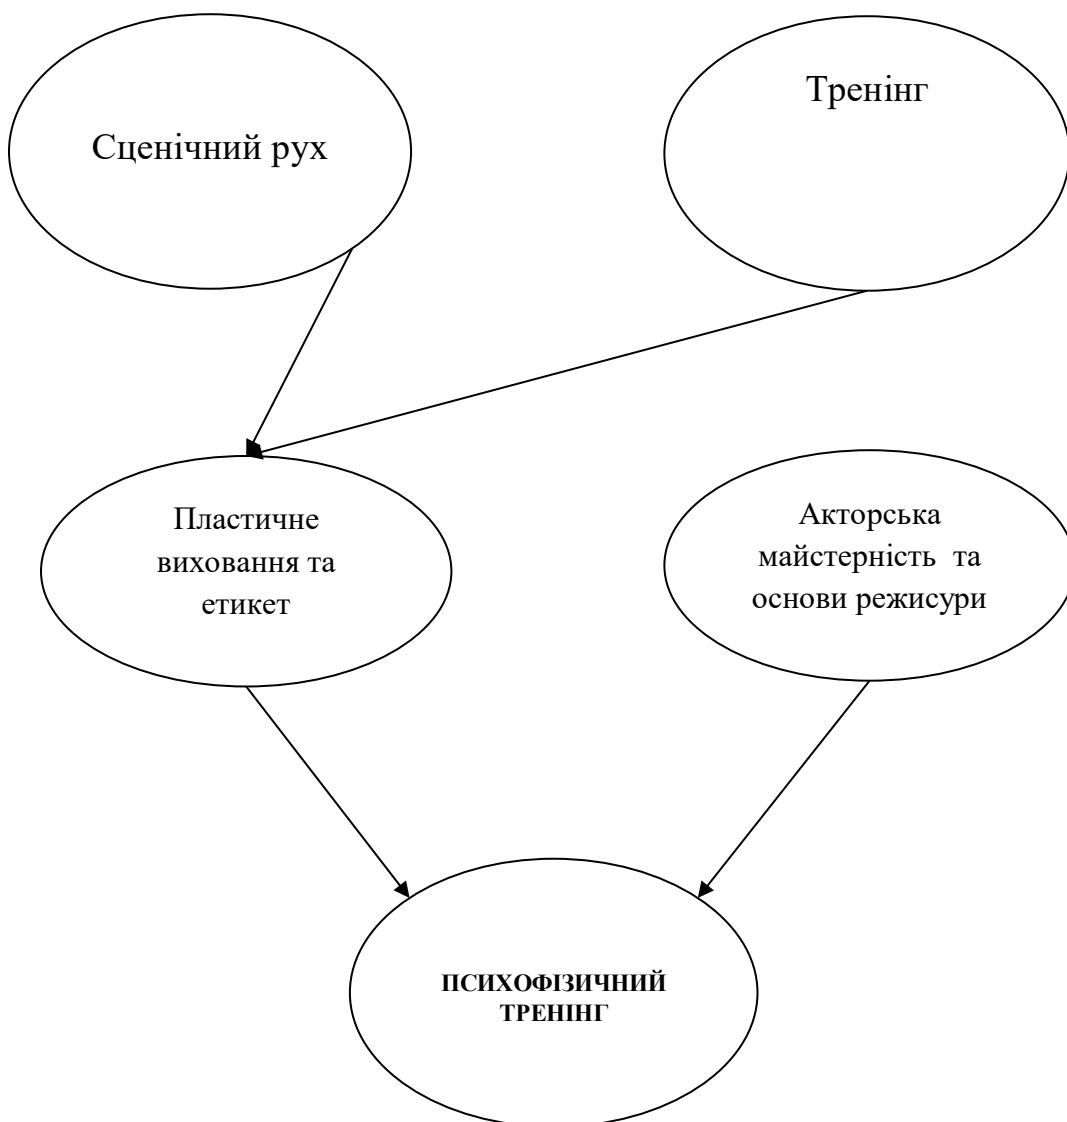 Сценічний рух
Тренінг
Пластичне
виховання та
етикет
Акторська
майстерність та
основи режисури
ПСИХОФІЗИЧНИЙ
ТРЕНІНГ